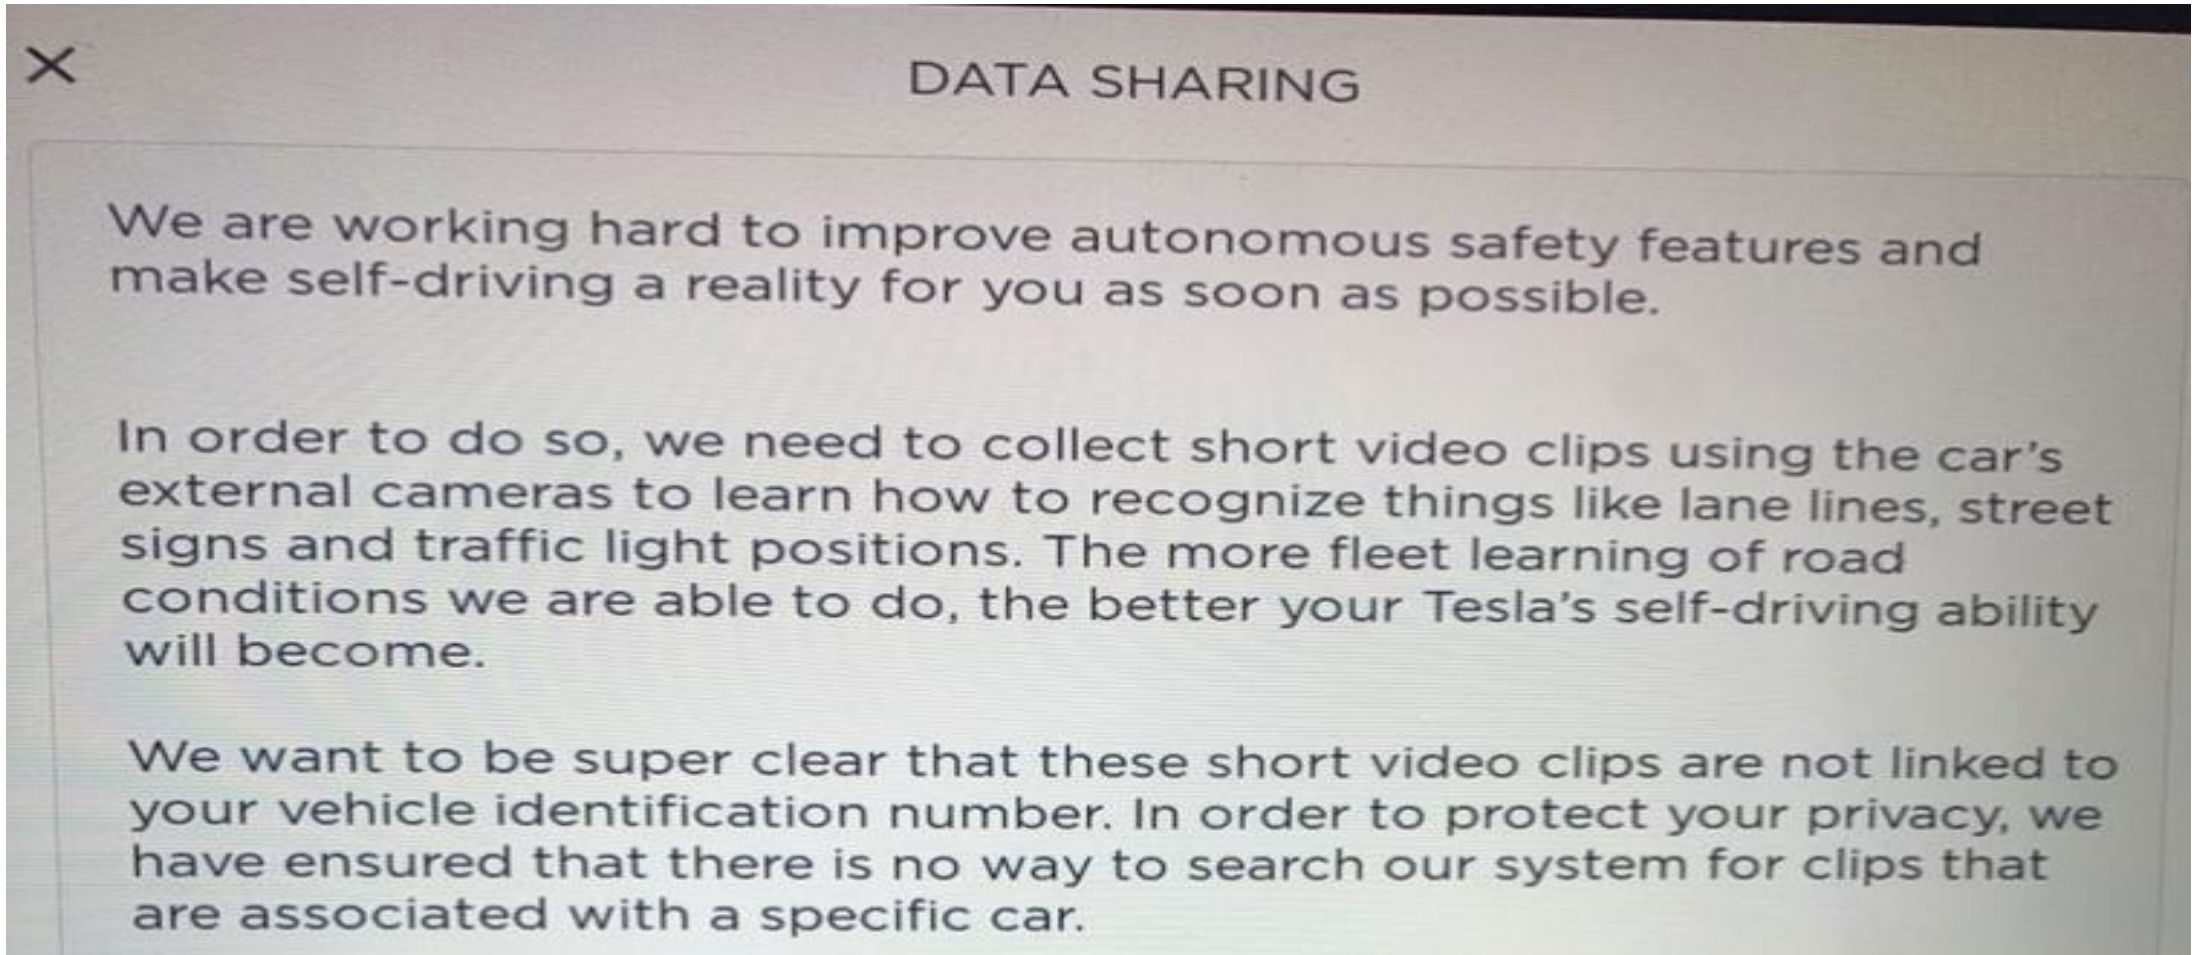 X
DATA SHARING
We are working hard to improve autonomous safety features and
make self-driving a reality for you as soon as possible.
In order to do so, we need to collect short video clips using the car's
external cameras to learn how to recognize things like lane lines, street
signs and traffic light positions. The more fleet learning of road
conditions we are able to do, the better your Tesla's self-driving ability
will become.
We want to be super clear that these short video clips are not linked to
your vehicle identification number. In order to protect your privacy, we
have ensured that there is no way to search our system for clips that
are associated with a specific car.